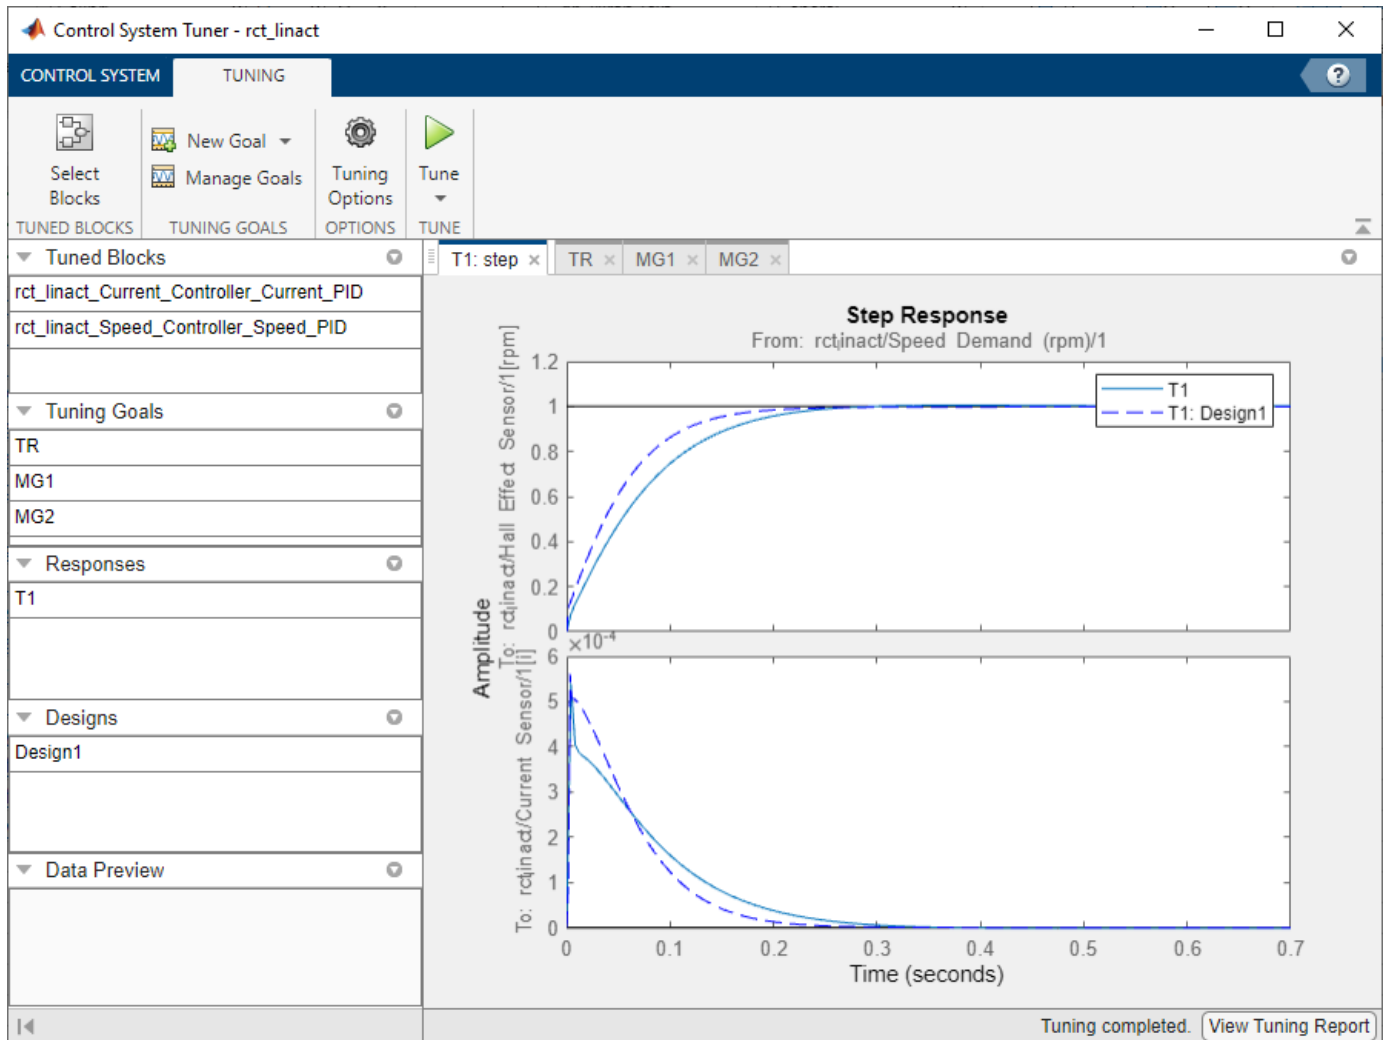 Control System Tuner - rct_linact
CONTROL SYSTEM
TUNING
?
Select
Blocks
New Goal
Manage Goals
Tuning
Options
Tune
TUNED BLOCKS
TUNING GOALS
OPTIONS
TUNE
Tuned Blocks
rct_linact_Current_Controller_Current_PID
rct_linact_Speed_Controller_Speed_PID
Tuning Goals
TR
MG1
MG2
Responses
T1
Designs
Design1
Data Preview
T1: step
TR
MG1
MG2
Step Response
From: rctlinact/Speed Demand (rpm)/1
Amplitude
To: rctlinact/Hall Effect Sensor/1[rpm]
1.2
1
0.8
0.6
0.4
0.2
0
T1
T1: Design1
×10-4
To: rctlinact/Current Sensor/1[i]
6
5
4
3
2
1
0
0 0.1 0.2 0.3 0.4 0.5 0.6 0.7
Time (seconds)
Tuning completed.
View Tuning Report